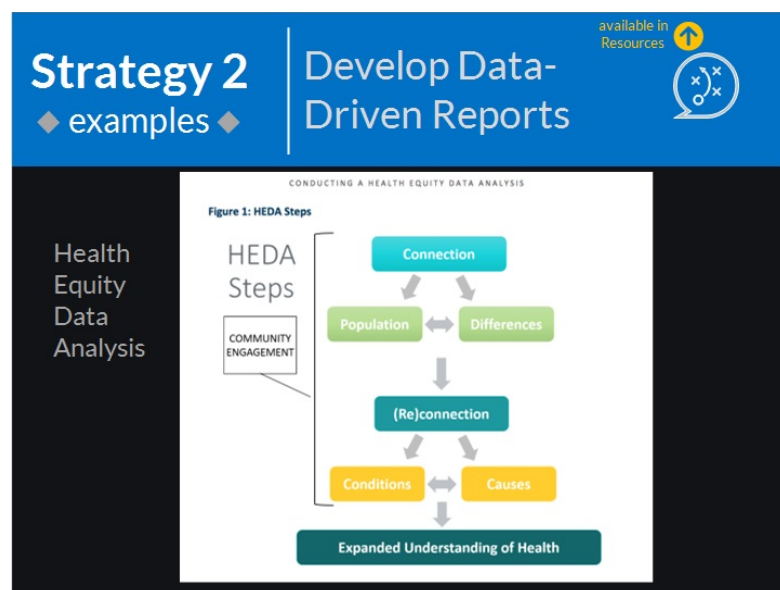 Strategy 2
◆ examples ◆
Develop Data-
Driven Reports
available in
Resources
Health
Equity
Data
Analysis
CONDUCTING A HEALTH EQUITY DATA ANALYSIS
Figure 1: HEDA Steps
HEDA
Steps
COMMUNITY
ENGAGEMENT
Connection
Population
Differences
(Re)connection
Conditions
Causes
Expanded Understanding of Health